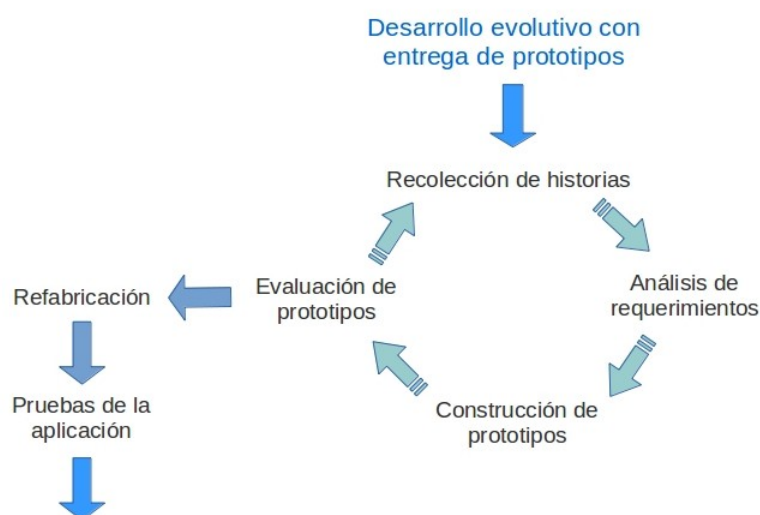 Desarrollo evolutivo con
entrega de prototipos
Recolección de historias
Análisis de
requerimientos
Construcción de
prototipos
Evaluación de
prototipos
Refabricación
Pruebas de la
aplicación